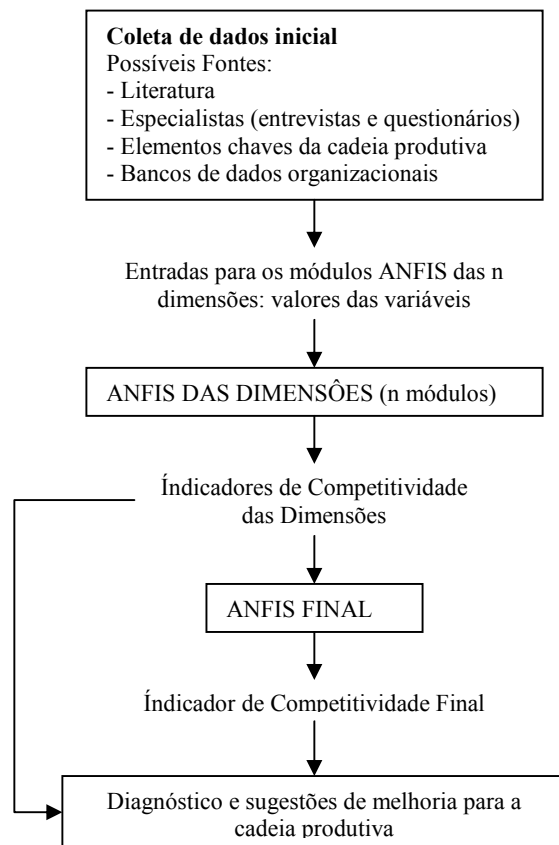 Coleta de dados inicial
Possíveis Fontes:
- Literatura
- Especialistas (entrevistas e questionários)
- Elementos chaves da cadeia produtiva
- Bancos de dados organizacionais
Entradas para os módulos ANFIS das n
dimensões: valores das variáveis
ANFIS DAS DIMENSÔES (n módulos)
Índicadores de Competitividade
das Dimensões
ANFIS FINAL
Índicador de Competitividade Final
Diagnóstico e sugestões de melhoria para a
cadeia produtiva